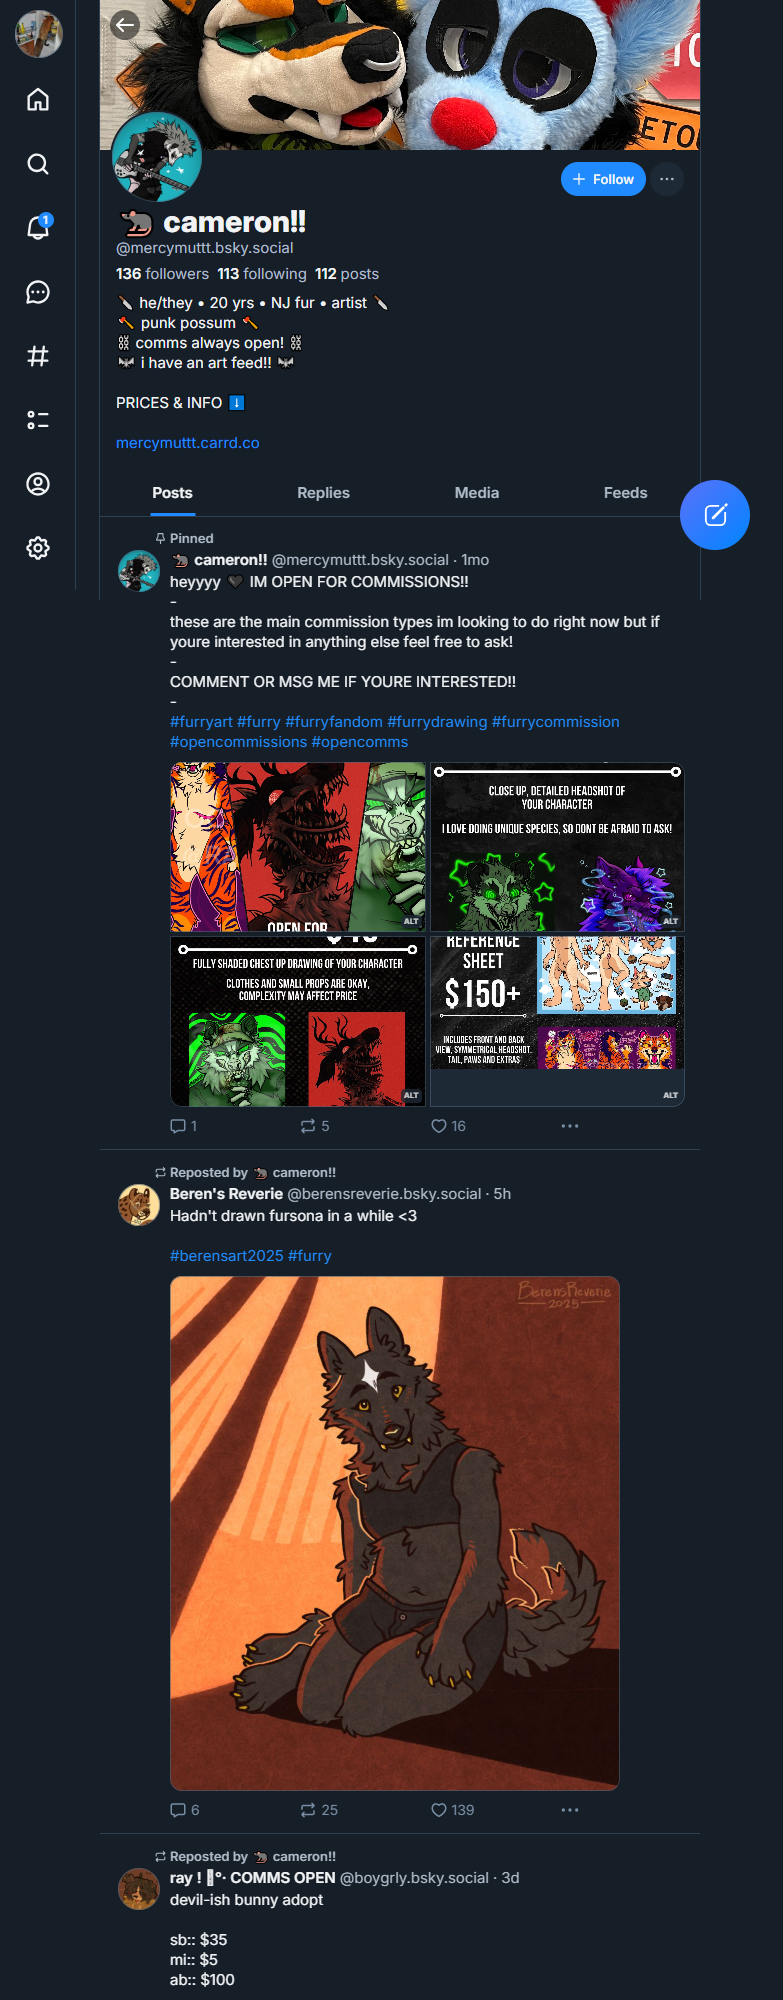 ETOU
+ Follow
1
cameron!!
@mercymuttt.bsky.social
136 followers 113 following 112 posts
he/they • 20 yrs • NJ fur • artist
punk possum
comms always open!
i have an art feed!!
PRICES & INFO
mercymuttt.carrd.co
Posts Replies Media Feeds
Pinned
cameron!! @mercymuttt.bsky.social · 1mo
heyyyy 🖤 IM OPEN FOR COMMISSIONS!!
-
these are the main commission types im looking to do right now but if
youre interested in anything else feel free to ask!
-
COMMENT OR MSG ME IF YOURE INTERESTED!!
-
#furryart #furry #furryfandom #furrydrawing #furrycommission
#opencommissions #opencomms
OPEN FOR
ALT
CLOSE UP, DETAILED HEADSHOT OF
YOUR CHARACTER
I LOVE DOING UNIQUE SPECIES, SO DONT BE AFRAID TO ASK!
ALT
FULLY SHADED CHEST UP DRAWING OF YOUR CHARACTER
CLOTHES AND SMALL PROPS ARE OKAY,
COMPLEXITY MAY AFFECT PRICE
ALT
REFERENCE
SHEET
$150+
INCLUDES FRONT AND BACK
VIEW, SYMMETRICAL HEADSHOT,
TAIL, PAWS AND EXTRAS
ALT
1 5 16
Reposted by cameron!!
Beren's Reverie @berensreverie.bsky.social · 5h
Hadn't drawn fursona in a while <3
#berensart2025 #furry
BerensReverie
2025
6 25 139
Reposted by cameron!!
ray ! °· COMMS OPEN @boygrly.bsky.social · 3d
devil-ish bunny adopt
sb:: $35
mi:: $5
ab:: $100